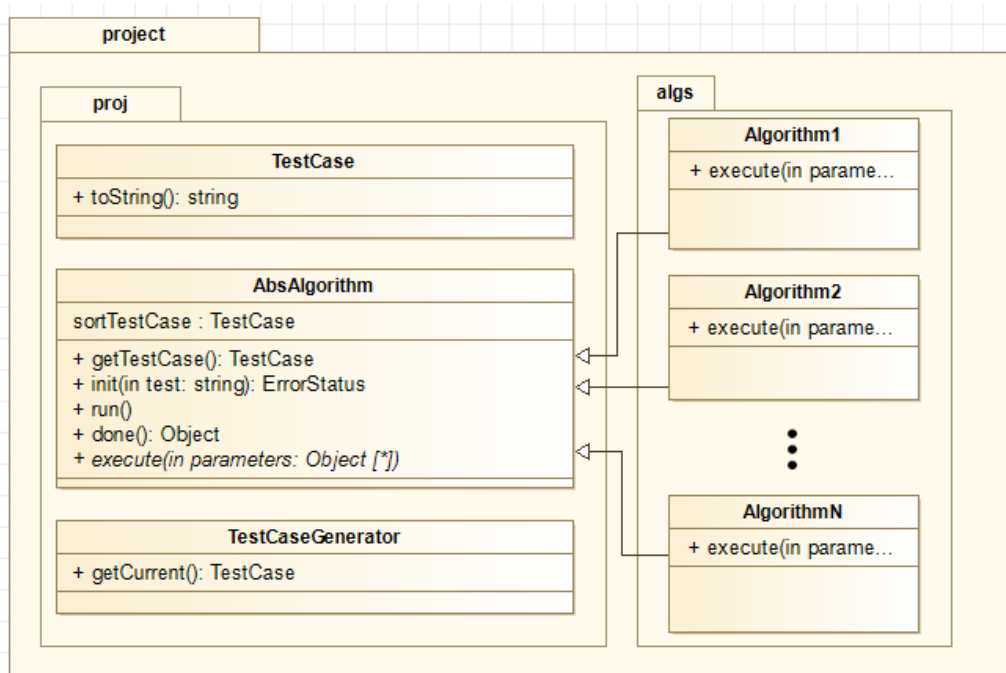 project
proj
TestCase
+ toString(): string
AbsAlgorithm
sortTestCase : TestCase
+ getTestCase(): TestCase
+ init(in test: string): ErrorStatus
+ run()
+ done(): Object
+ execute(in parameters: Object [*])
TestCaseGenerator
+ getCurrent(): TestCase
algs
Algorithm1
+ execute(in parame...
Algorithm2
+ execute(in parame...
AlgorithmN
+ execute(in parame...